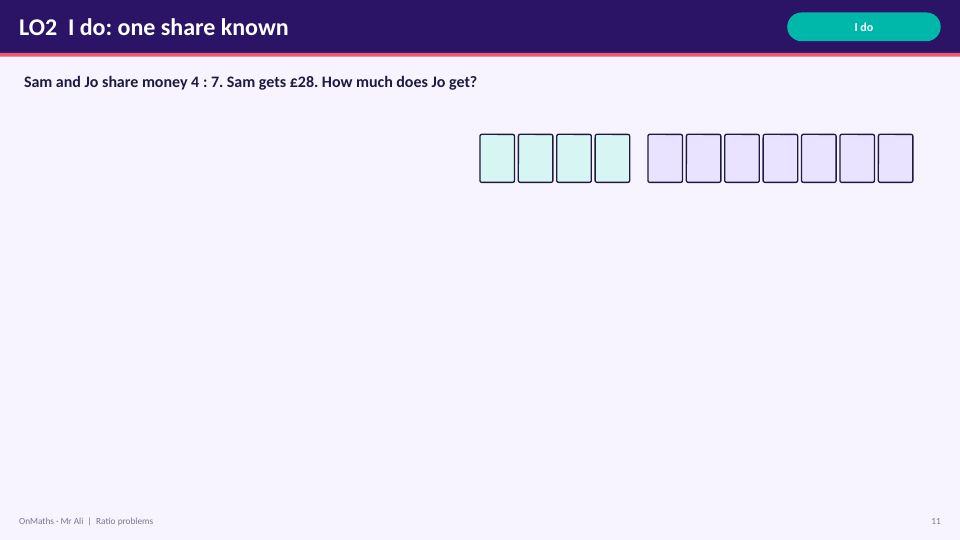 LO2  I do: one share known
I do
Sam and Jo share money 4 : 7. Sam gets £28. How much does Jo get?
OnMaths - Mr Ali  |  Ratio problems
11